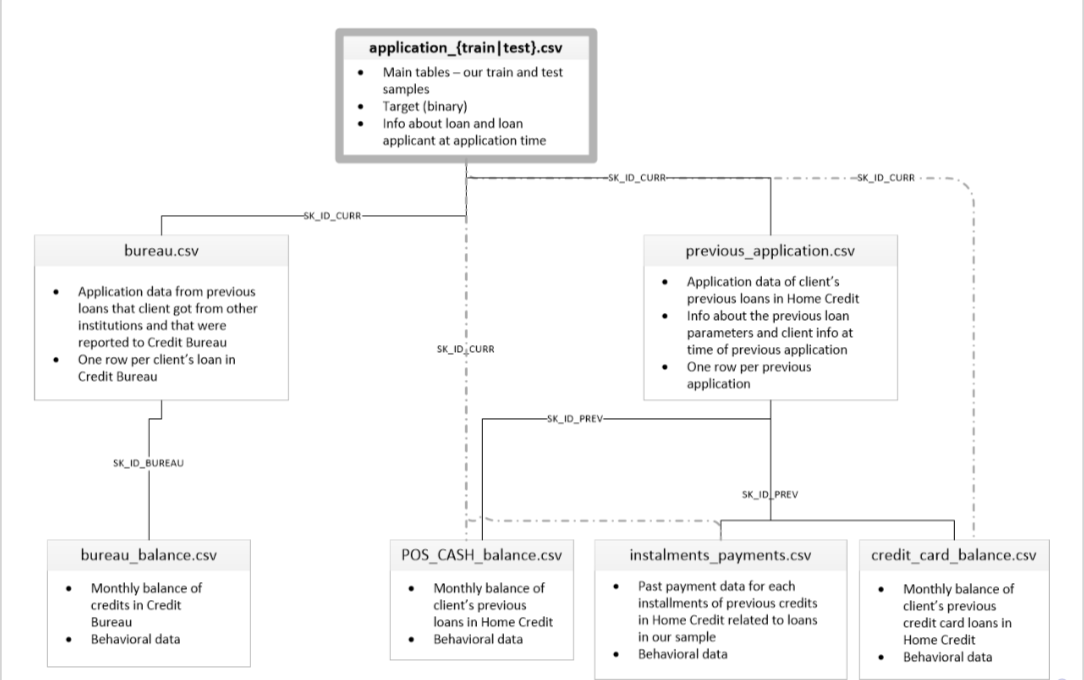 application_{train|test}.csv
• Main tables – our train and test
samples
• Target (binary)
• Info about loan and loan
applicant at application time
SK_ID_CURR
SK_ID_CURR
SK_ID_CURR
bureau.csv
• Application data from previous
loans that client got from other
institutions and that were
reported to Credit Bureau
• One row per client's loan in
Credit Bureau
previous_application.csv
• Application data of client's
previous loans in Home Credit
• Info about the previous loan
parameters and client info at
time of previous application
• One row per previous
application
SK_ID_CURR
SK_ID_PREV
SK_ID_BUREAU
SK_ID_PREV
bureau_balance.csv
• Monthly balance of
credits in Credit
Bureau
• Behavioral data
POS_CASH_balance.csv
• Monthly balance of
client's previous
loans in Home Credit
• Behavioral data
instalments_payments.csv
• Past payment data for each
installments of previous credits
in Home Credit related to loans
in our sample
• Behavioral data
credit_card_balance.csv
• Monthly balance of
client's previous
credit card loans in
Home Credit
• Behavioral data